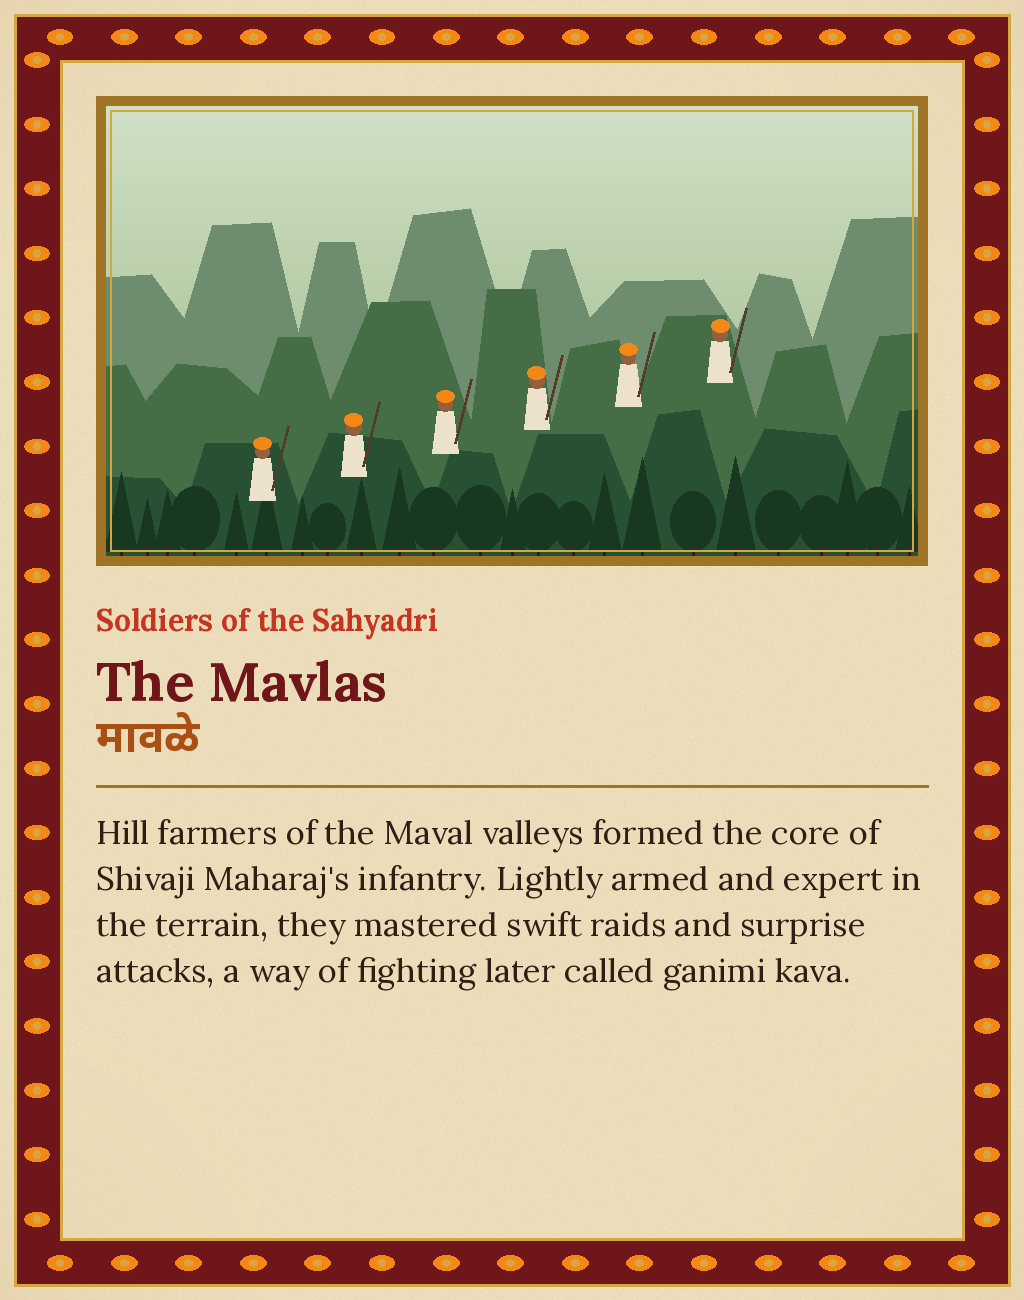 Soldiers of the Sahyadri
The Mavlas
मावळे
Hill farmers of the Maval valleys formed the core of
Shivaji Maharaj's infantry. Lightly armed and expert in
the terrain, they mastered swift raids and surprise
attacks, a way of fighting later called ganimi kava.